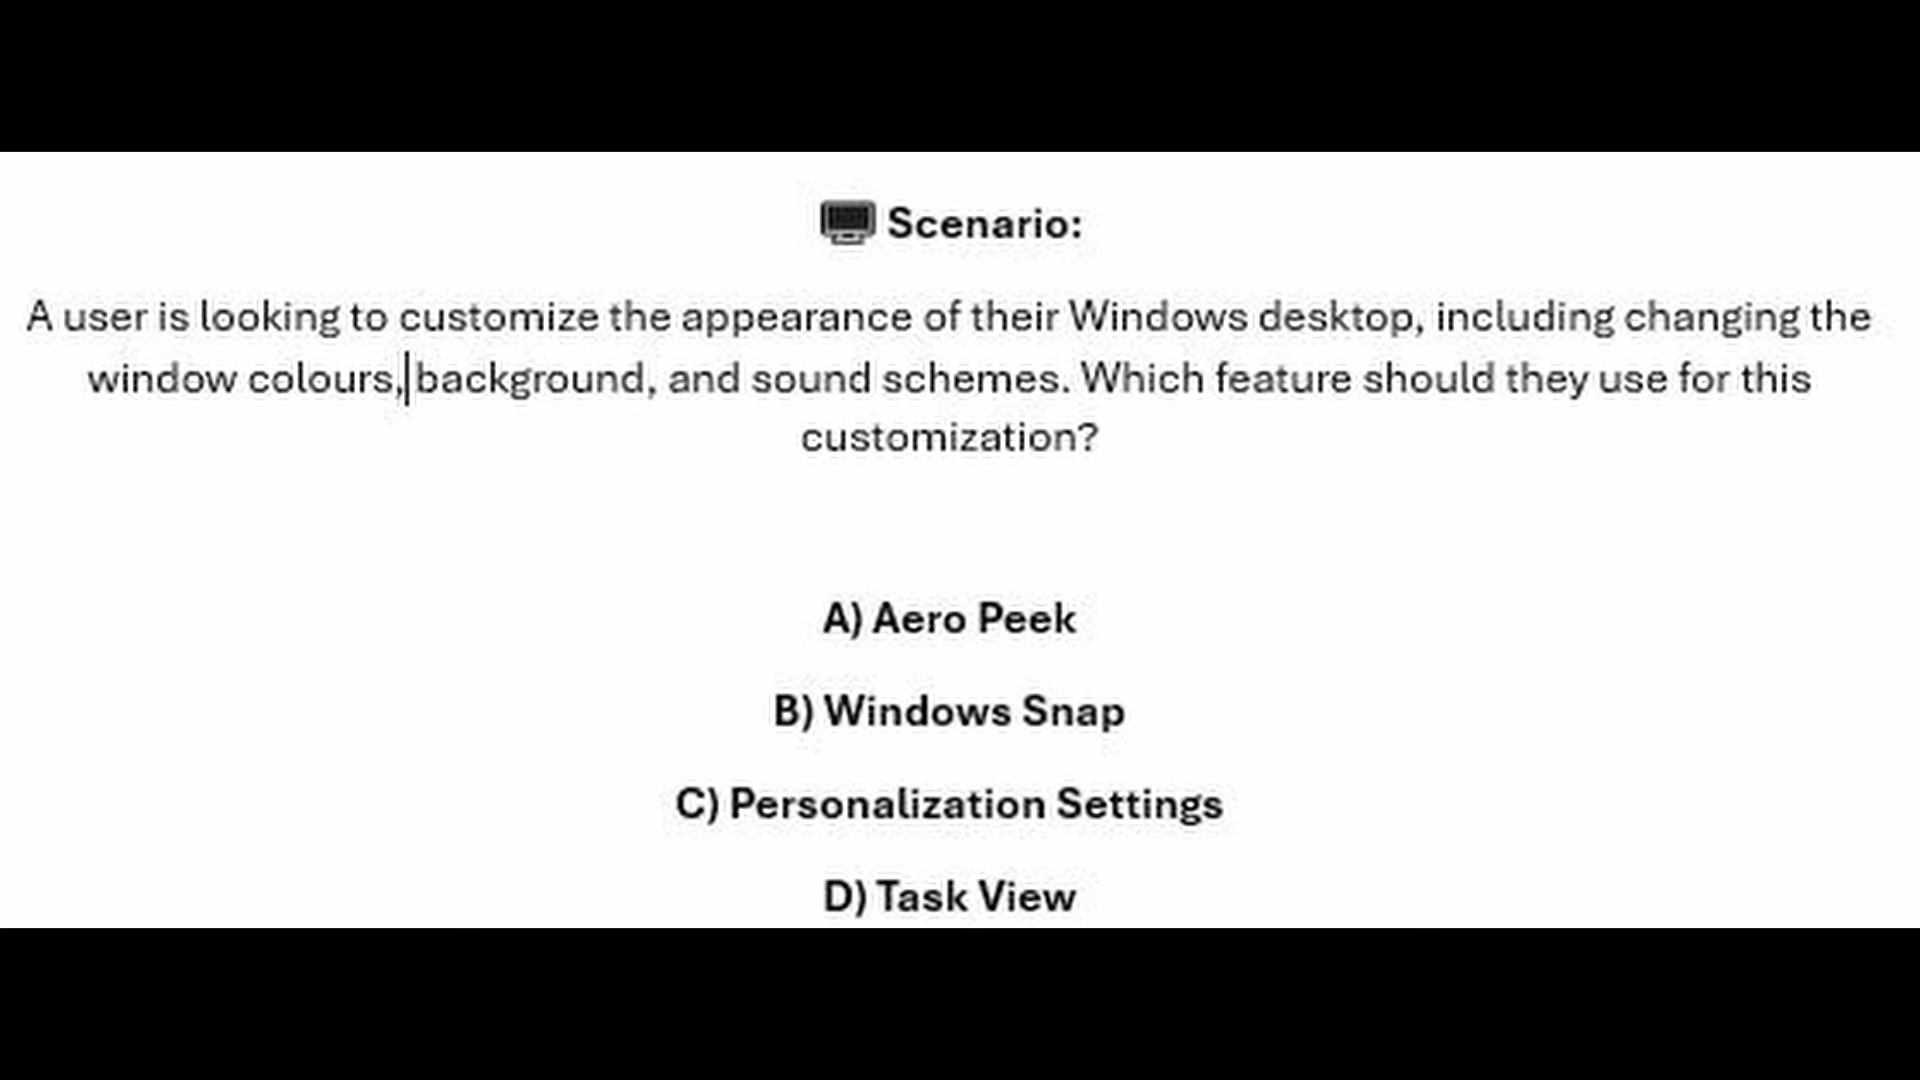 Scenario:
A user is looking to customize the appearance of their Windows desktop, including changing the
window colours, background, and sound schemes. Which feature should they use for this
customization?
A) Aero Peek
B) Windows Snap
C) Personalization Settings
D) Task View